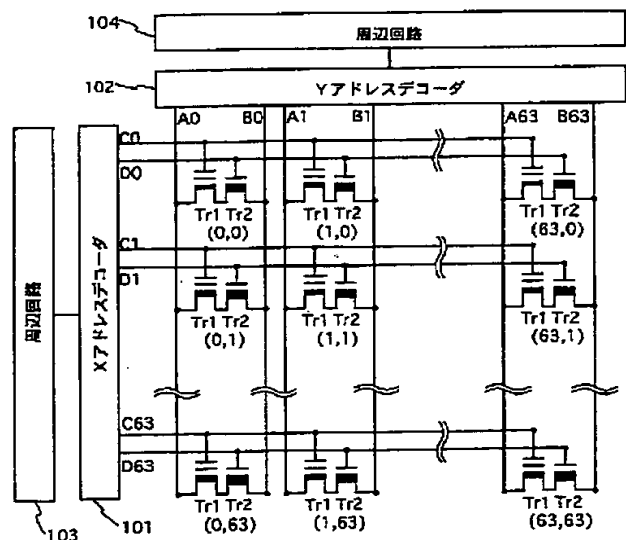 104
周辺回路
102
Yアドレスデコーダ
A0 B0 A1 B1 A63 B63
C0
D0
Tr1 Tr2 Tr1 Tr2 Tr1 Tr2
(0,0) (1,0) (63,0)
C1
D1
Tr1 Tr2 Tr1 Tr2 Tr1 Tr2
(0,1) (1,1) (63,1)
周辺回路
Xアドレスデコーダ
C63
D63
Tr1 Tr2 Tr1 Tr2 Tr1 Tr2
(0,63) (1,63) (63,63)
103
101